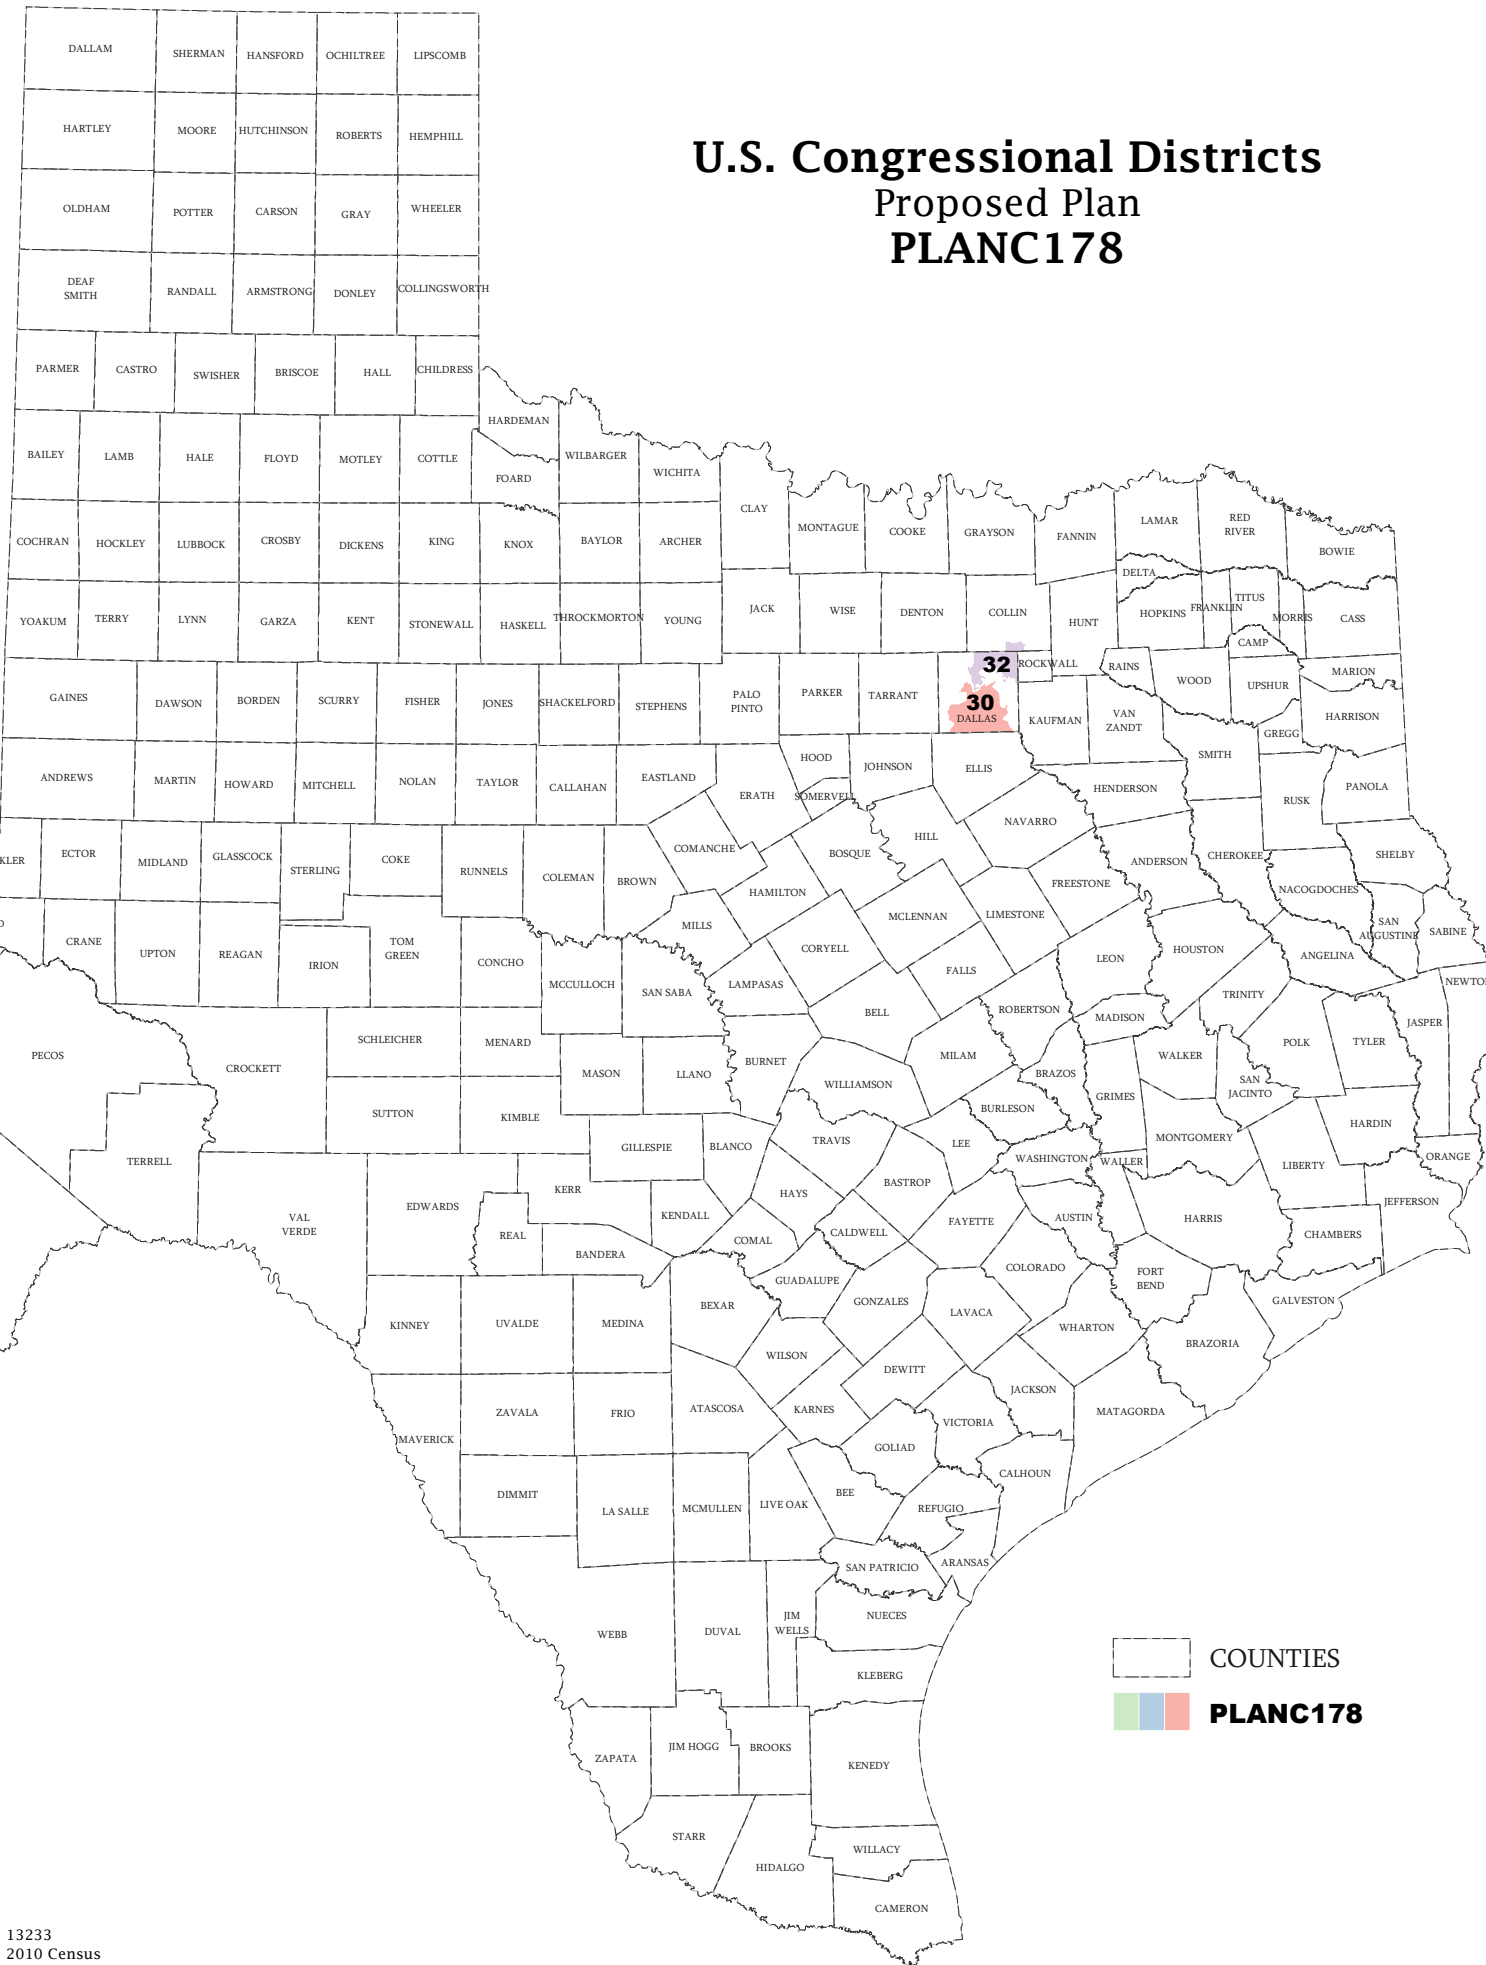 U.S. Congressional Districts
Proposed Plan
PLANC178
DALLAM
SHERMAN
HANSFORD
OCHILTREE
LIPSCOMB
HARTLEY
MOORE
HUTCHINSON
ROBERTS
HEMPHILL
OLDHAM
POTTER
CARSON
GRAY
WHEELER
DEAF
SMITH
RANDALL
ARMSTRONG
DONLEY
COLLINGSWORTH
PARMER
CASTRO
SWISHER
BRISCOE
HALL
CHILDRESS
HARDEMAN
BAILEY
LAMB
HALE
FLOYD
MOTLEY
COTTLE
FOARD
WILBARGER
WICHITA
CLAY
MONTAGUE
COOKE
GRAYSON
FANNIN
LAMAR
RED
RIVER
BOWIE
COCHRAN
HOCKLEY
LUBBOCK
CROSBY
DICKENS
KING
KNOX
BAYLOR
ARCHER
DELTA
YOAKUM
TERRY
LYNN
GARZA
KENT
STONEWALL
HASKELL
THROCKMORTON
YOUNG
JACK
WISE
DENTON
COLLIN
HUNT
HOPKINS
FRANKLIN
TITUS
MORRIS
CASS
CAMP
GAINES
DAWSON
BORDEN
SCURRY
FISHER
JONES
SHACKELFORD
STEPHENS
PALO
PINTO
PARKER
TARRANT
32
30
DALLAS
ROCKWALL
KAUFMAN
RAINS
VAN
ZANDT
WOOD
UPSHUR
MARION
HARRISON
GREGG
SMITH
ANDREWS
MARTIN
HOWARD
MITCHELL
NOLAN
TAYLOR
CALLAHAN
EASTLAND
ERATH
HOOD
SOMERVELL
JOHNSON
ELLIS
HENDERSON
RUSK
PANOLA
KLER
ECTOR
MIDLAND
GLASSCOCK
STERLING
COKE
RUNNELS
COLEMAN
BROWN
COMANCHE
HAMILTON
BOSQUE
HILL
NAVARRO
FREESTONE
ANDERSON
CHEROKEE
NACOGDOCHES
SHELBY
SAN
AUGUSTINE
SABINE
CRANE
UPTON
REAGAN
IRION
TOM
GREEN
CONCHO
MCCULLOCH
SAN SABA
MILLS
LAMPASAS
CORYELL
MCLENNAN
LIMESTONE
FALLS
LEON
HOUSTON
ANGELINA
TRINITY
NEWTO
PECOS
CROCKETT
SCHLEICHER
MENARD
MASON
LLANO
BURNET
BELL
WILLIAMSON
MILAM
ROBERTSON
BRAZOS
MADISON
WALKER
GRIMES
SAN
JACINTO
POLK
TYLER
JASPER
SUTTON
KIMBLE
GILLESPIE
BLANCO
TRAVIS
LEE
BURLESON
WASHINGTON
WALLER
MONTGOMERY
LIBERTY
HARDIN
ORANGE
JEFFERSON
TERRELL
VAL
VERDE
EDWARDS
REAL
KERR
BANDERA
KENDALL
HAYS
COMAL
CALDWELL
BASTROP
FAYETTE
AUSTIN
HARRIS
CHAMBERS
KINNEY
UVALDE
MEDINA
BEXAR
GUADALUPE
GONZALES
LAVACA
COLORADO
FORT
BEND
WHARTON
BRAZORIA
GALVESTON
MAVERICK
ZAVALA
FRIO
ATASCOSA
WILSON
KARNES
DEWITT
GOLIAD
VICTORIA
JACKSON
MATAGORDA
CALHOUN
DIMMIT
LA SALLE
MCMULLEN
LIVE OAK
BEE
REFUGIO
ARANSAS
SAN PATRICIO
WEBB
DUVAL
JIM
WELLS
NUECES
KLEBERG
ZAPATA
JIM HOGG
BROOKS
KENEDY
STARR
HIDALGO
WILLACY
CAMERON
COUNTIES
PLANC178
13233
2010 Census